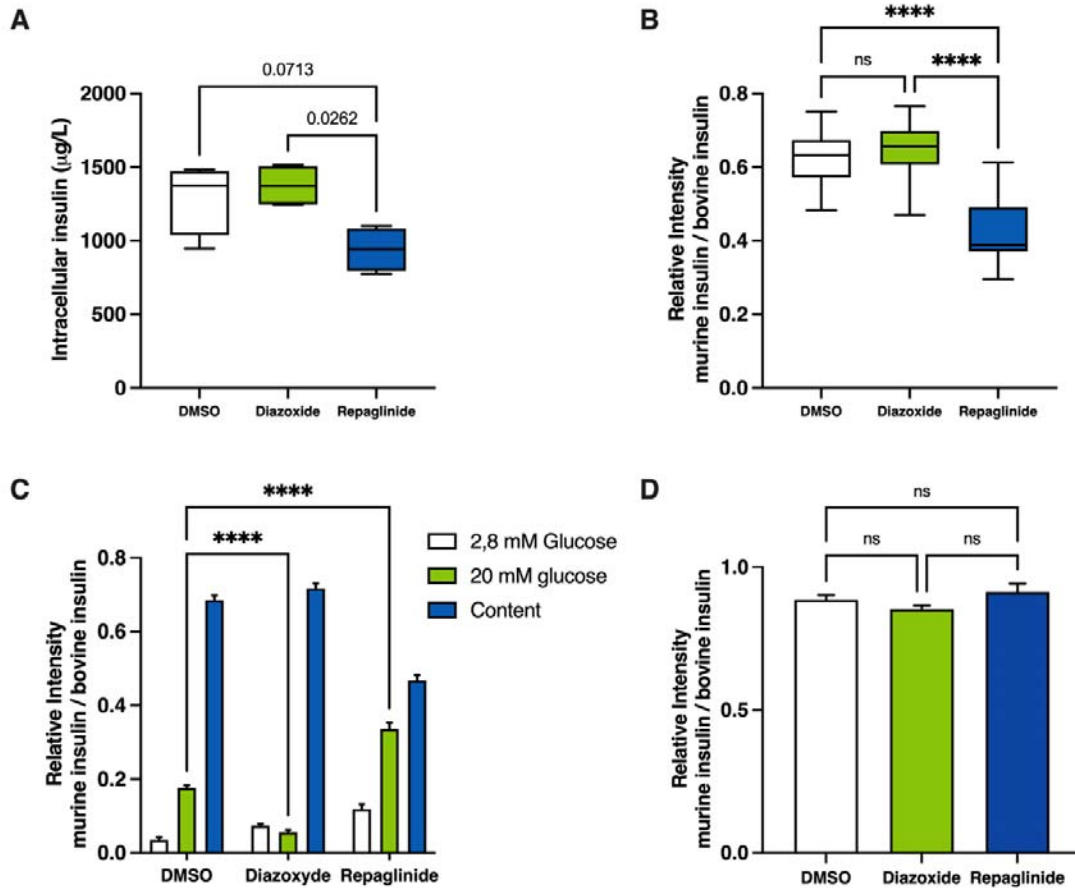 A
0.0713
0.0262
2000
1500
1000
500
0
Intracellular insulin (µg/L)
DMSO
Diazoxide
Repaglinide
B
****
ns
****
0.8
0.6
0.4
0.2
0.0
Relative Intensity
murine insulin / bovine insulin
DMSO
Diazoxide
Repaglinide
C
****
****
0.8
0.6
0.4
0.2
0.0
Relative Intensity
murine insulin / bovine insulin
DMSO
Diazoxyde
Repaglinide
2,8 mM Glucose
20 mM glucose
Content
D
ns
ns
ns
1.0
0.5
0.0
Relative Intensity
murine insulin / bovine insulin
DMSO
Diazoxide
Repaglinide